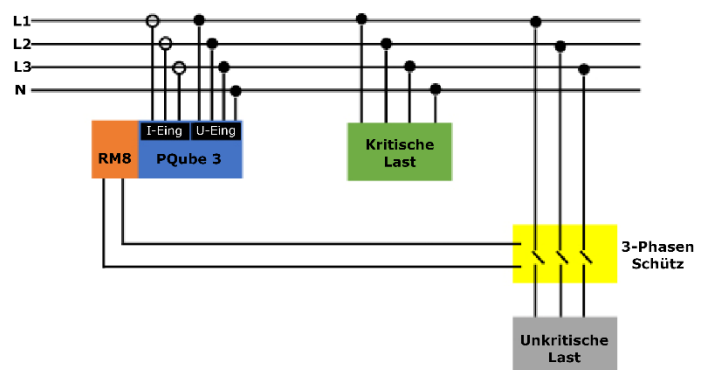 L1
L2
L3
N
I-Eing
U-Eing
RM8
PQube 3
Kritische
Last
3-Phasen
Schütz
Unkritische
Last